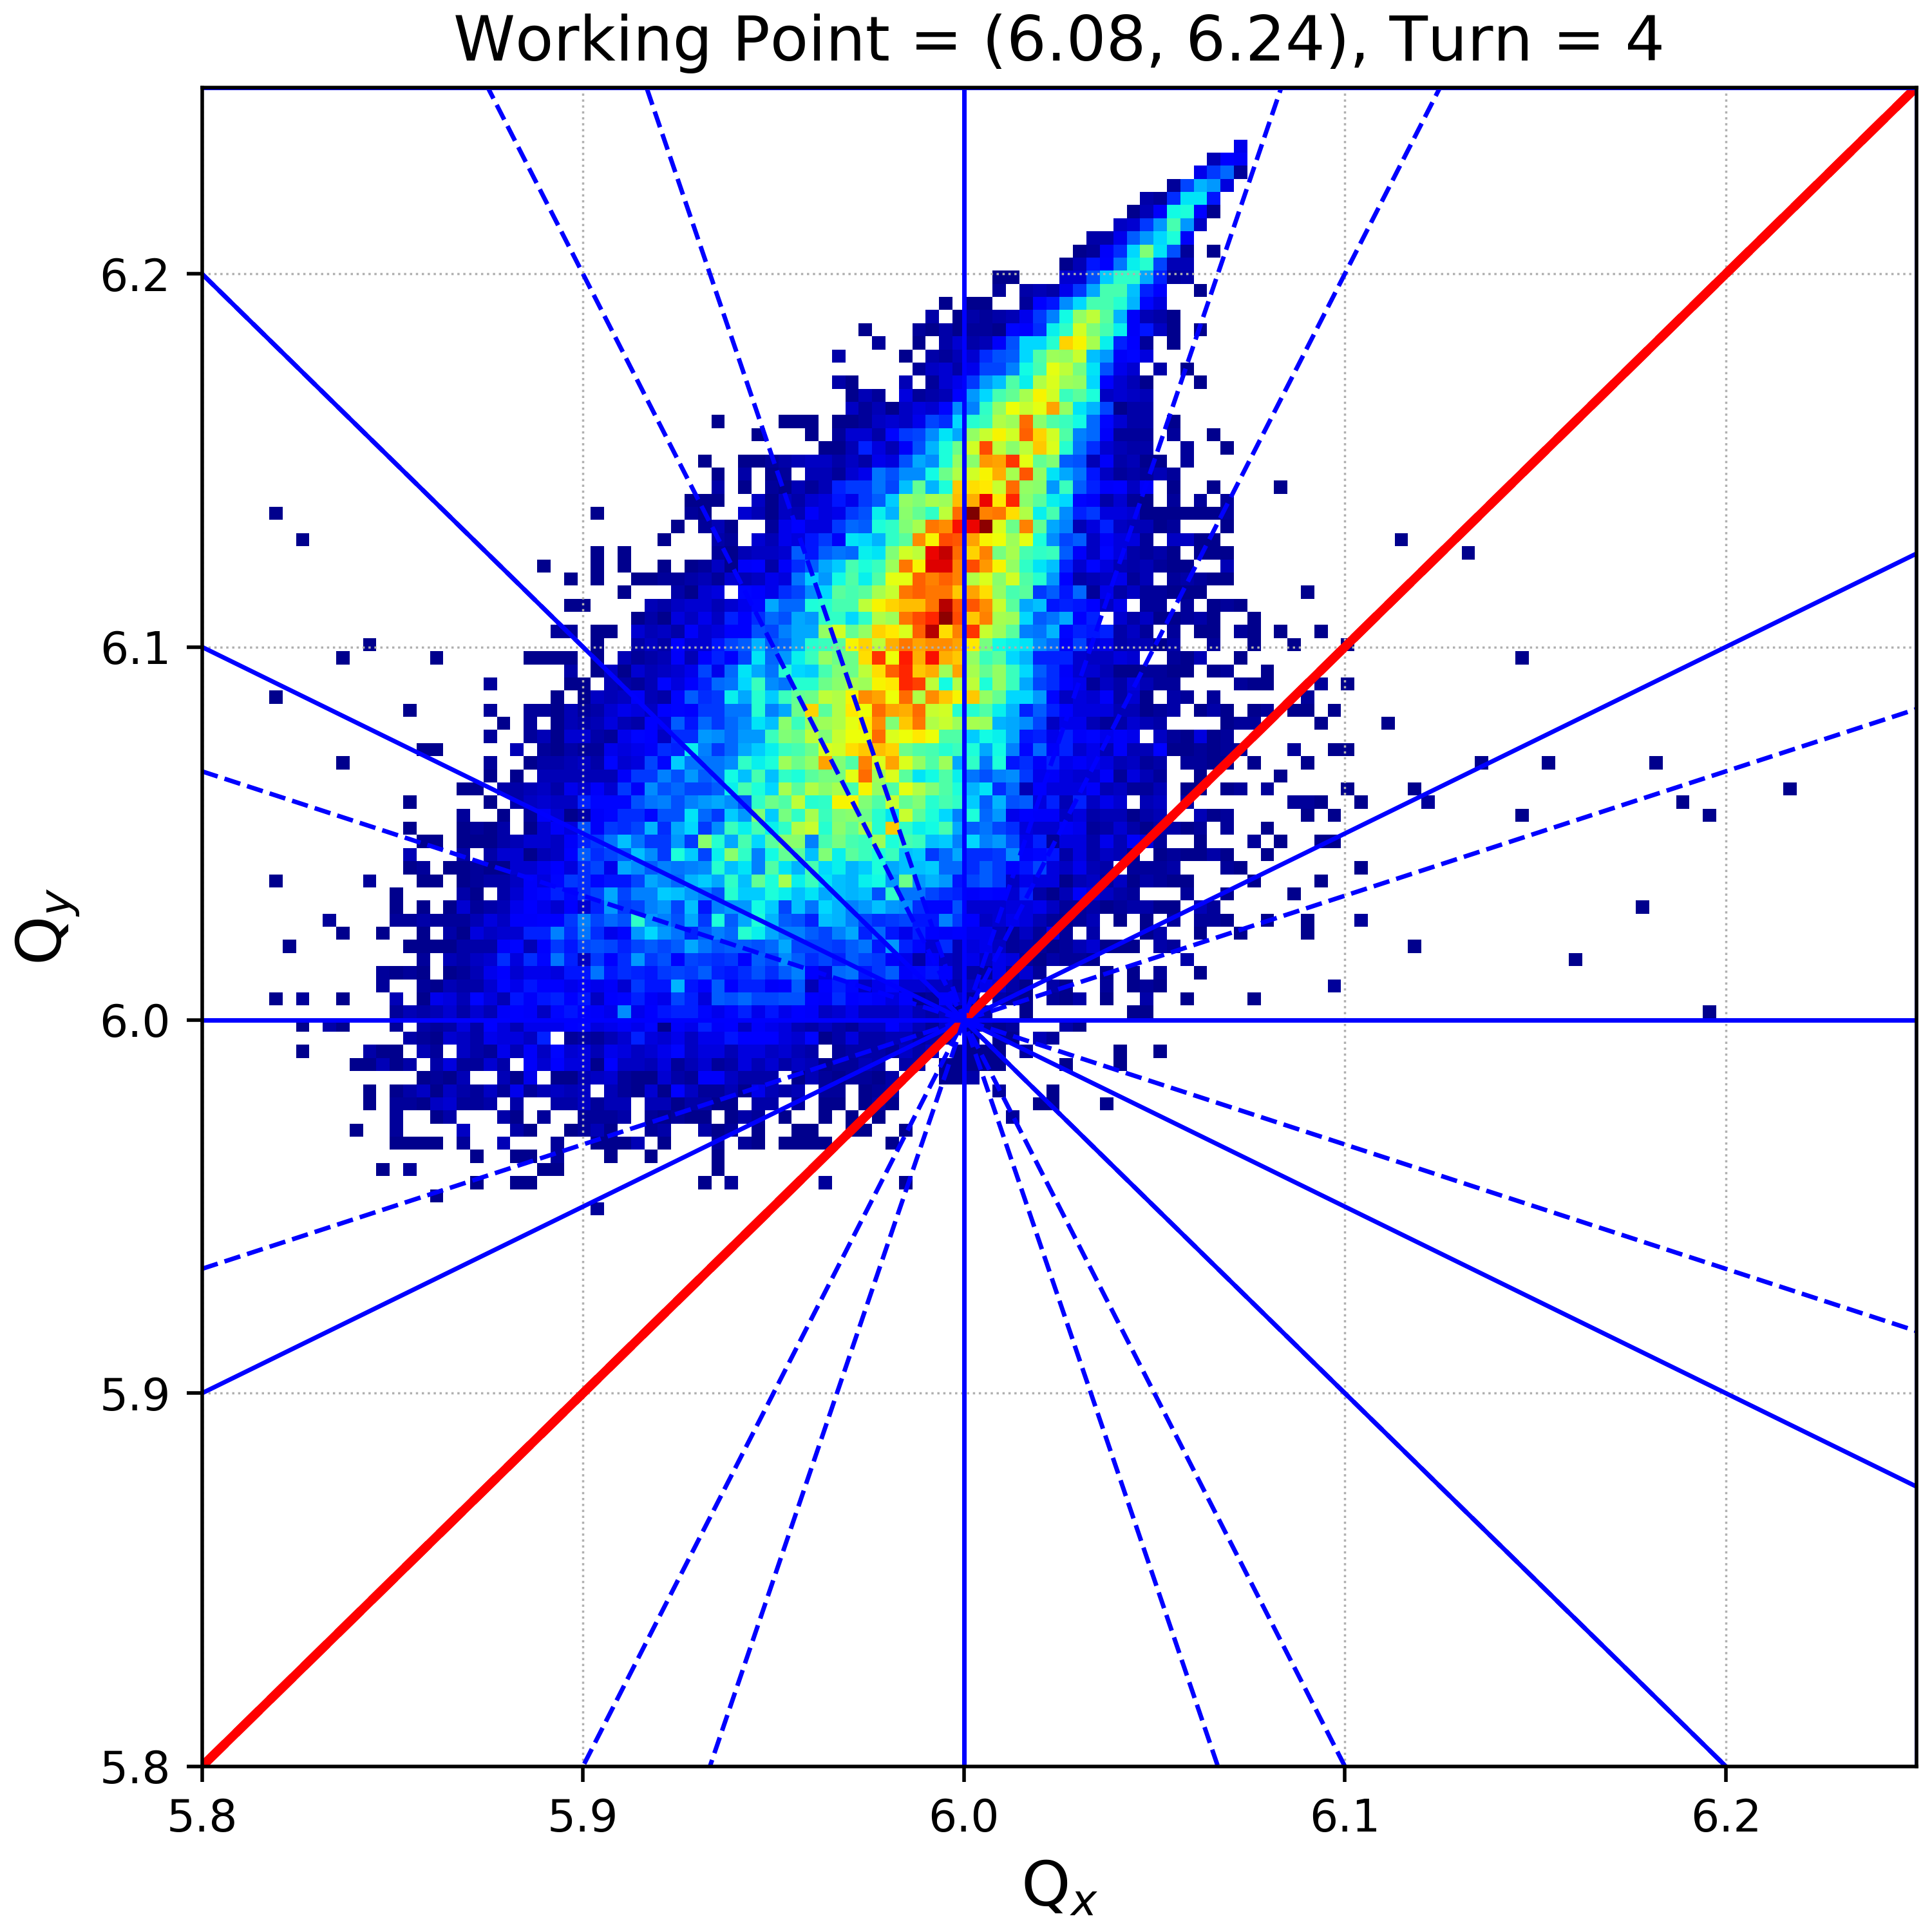 Working Point = (6.08, 6.24), Turn = 4
6.2
6.1
6.0
5.9
5.8
Qy
5.8 5.9 6.0 6.1 6.2
Qx